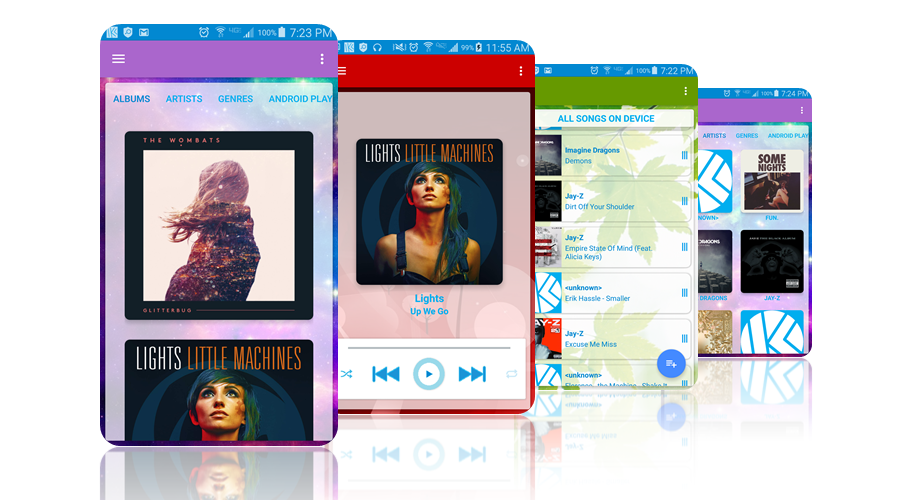 100% 7:23 PM
ALBUMS ARTISTS GENRES ANDROID PLAY
THE WOMBATS
GLITTERBUG
LIGHTS LITTLE MACHINES
99% 11:55 AM
LIGHTS LITTLE MACHINES
Lights
Up We Go
100% 7:22 PM
ALL SONGS ON DEVICE
Imagine Dragons
Demons
Jay-Z
Dirt Off Your Shoulder
Jay-Z
Empire State Of Mind (Feat.
Alicia Keys)
<unknown>
Erik Hassle - Smaller
Jay-Z
Excuse Me Miss
<unknown>
Florence - the Machine - Shake It
100% 7:24 PM
ARTISTS GENRES ANDROID PLAY
SOME
NIGHTS
NOWN> FUN.
DRAGONS
DRAGONS JAY-Z